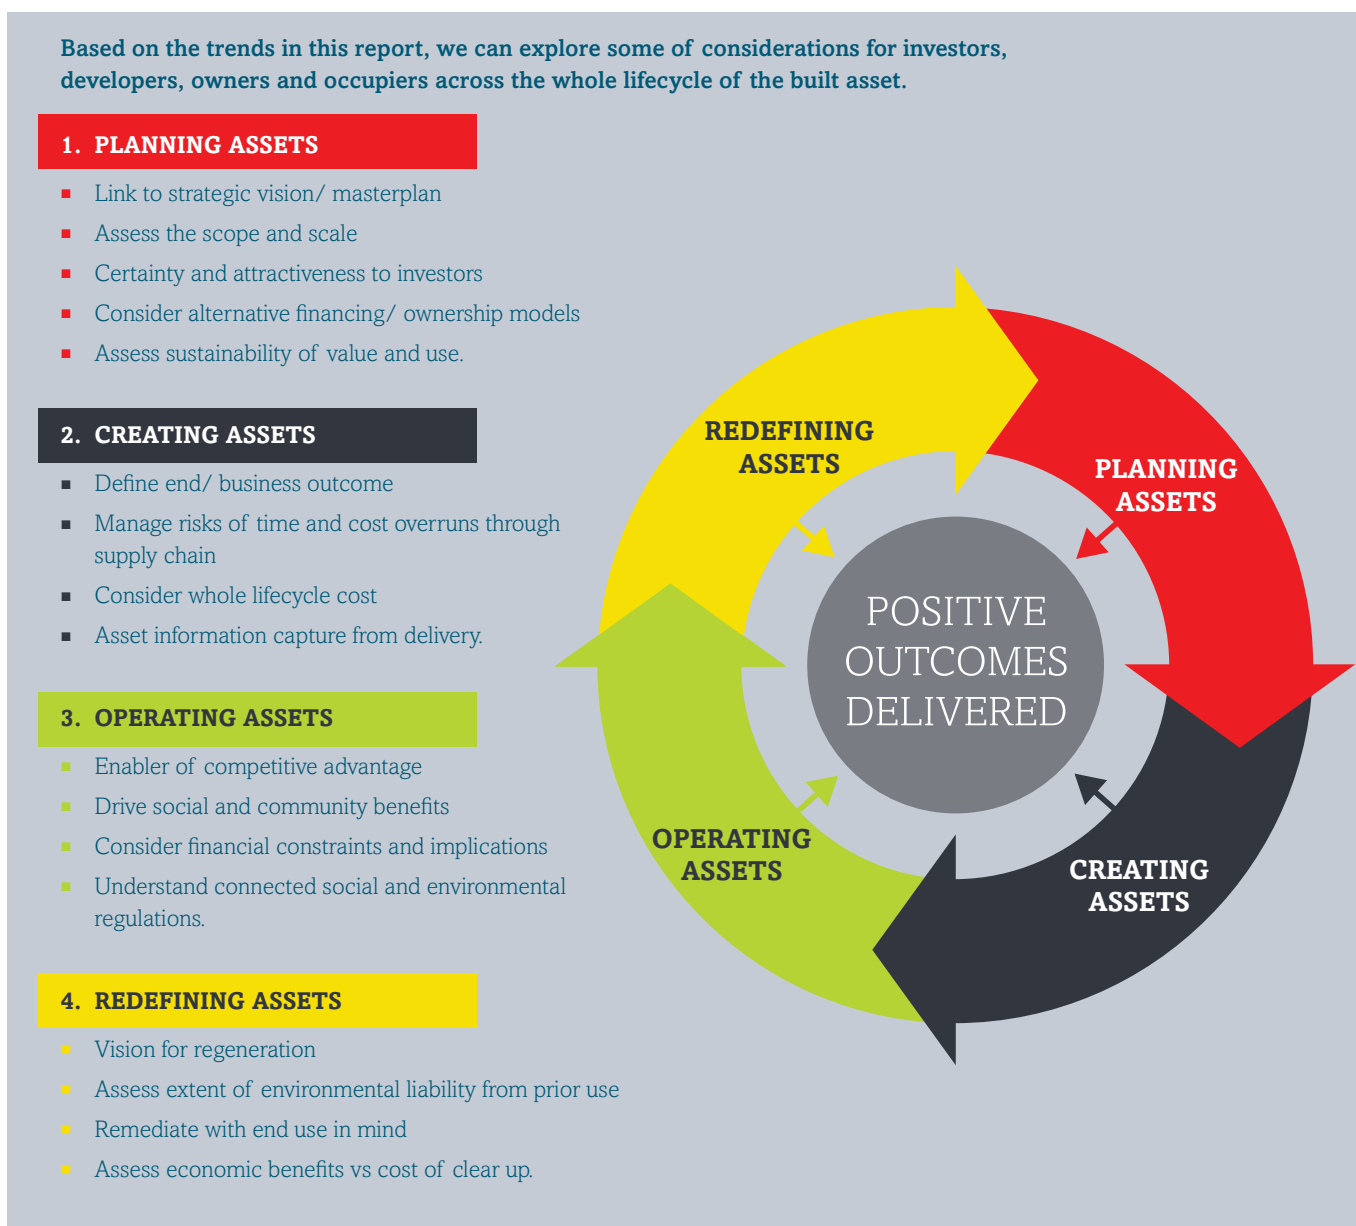 Based on the trends in this report, we can explore some of considerations for investors,
developers, owners and occupiers across the whole lifecycle of the built asset.
1. PLANNING ASSETS
■ Link to strategic vision/ masterplan
■ Assess the scope and scale
■ Certainty and attractiveness to investors
■ Consider alternative financing/ ownership models
■ Assess sustainability of value and use.
2. CREATING ASSETS
■ Define end/ business outcome
■ Manage risks of time and cost overruns through
supply chain
■ Consider whole lifecycle cost
■ Asset information capture from delivery.
3. OPERATING ASSETS
■ Enabler of competitive advantage
■ Drive social and community benefits
■ Consider financial constraints and implications
■ Understand connected social and environmental
regulations.
4. REDEFINING ASSETS
■ Vision for regeneration
■ Assess extent of environmental liability from prior use
■ Remediate with end use in mind
■ Assess economic benefits vs cost of clear up.
REDEFINING
ASSETS
PLANNING
ASSETS
POSITIVE
OUTCOMES
DELIVERED
OPERATING
ASSETS
CREATING
ASSETS